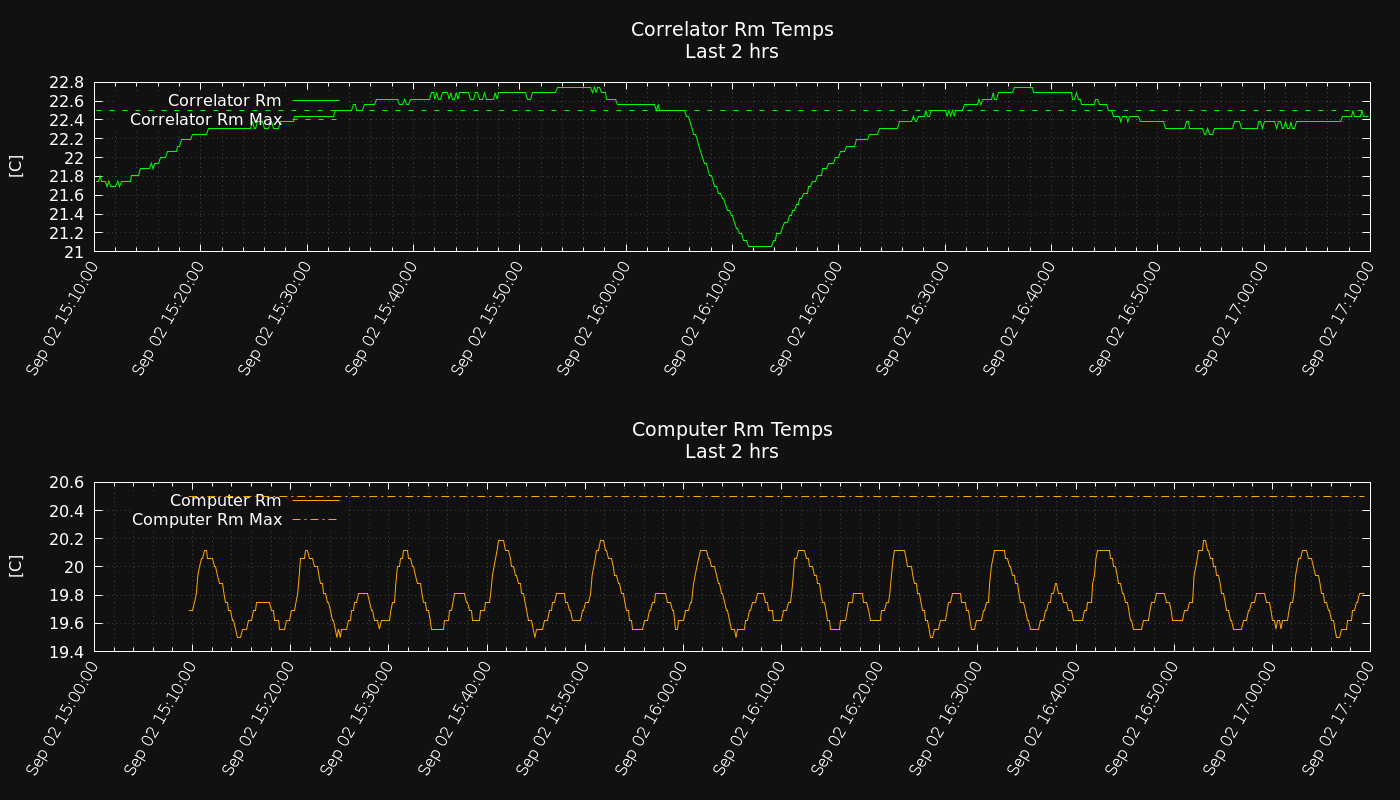 Correlator Rm Temps
Last 2 hrs
22.8
22.6
22.4
22.2
22
21.8
21.6
21.4
21.2
21
[C]
Correlator Rm
Correlator Rm Max
Sep 02 15:10:00
Sep 02 15:20:00
Sep 02 15:30:00
Sep 02 15:40:00
Sep 02 15:50:00
Sep 02 16:00:00
Sep 02 16:10:00
Sep 02 16:20:00
Sep 02 16:30:00
Sep 02 16:40:00
Sep 02 16:50:00
Sep 02 17:00:00
Sep 02 17:10:00
Computer Rm Temps
Last 2 hrs
20.6
20.4
20.2
20
19.8
19.6
19.4
[C]
Computer Rm
Computer Rm Max
Sep 02 15:00:00
Sep 02 15:10:00
Sep 02 15:20:00
Sep 02 15:30:00
Sep 02 15:40:00
Sep 02 15:50:00
Sep 02 16:00:00
Sep 02 16:10:00
Sep 02 16:20:00
Sep 02 16:30:00
Sep 02 16:40:00
Sep 02 16:50:00
Sep 02 17:00:00
Sep 02 17:10:00